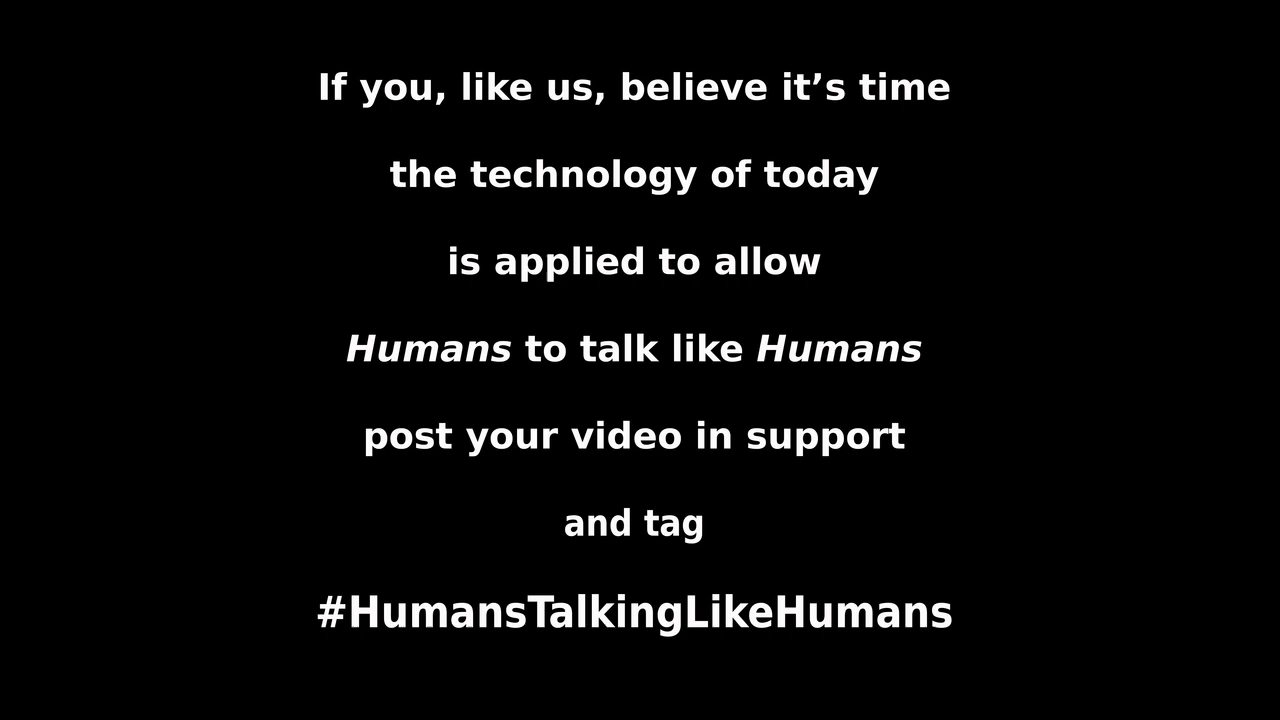 If you, like us, believe it’s time
the technology of today
is applied to allow
Humans to talk like Humans
post your video in support
and tag
#HumansTalkingLikeHumans